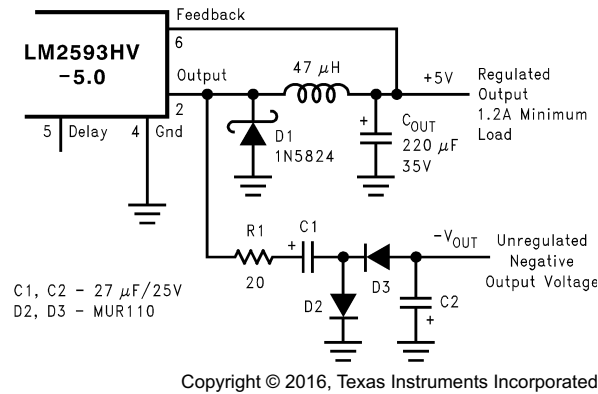 Feedback
6
LM2593HV
−5.0
Output
2
5 Delay
4 Gnd
47 μH
+5V
Regulated
Output
1.2A Minimum
Load
D1
1N5824
+
COUT
220 μF
35V
R1
20
C1
+
−VOUT
Unregulated
Negative
Output Voltage
D2
D3
C2
+
C1, C2 − 27 μF/25V
D2, D3 − MUR110
Copyright © 2016, Texas Instruments Incorporated